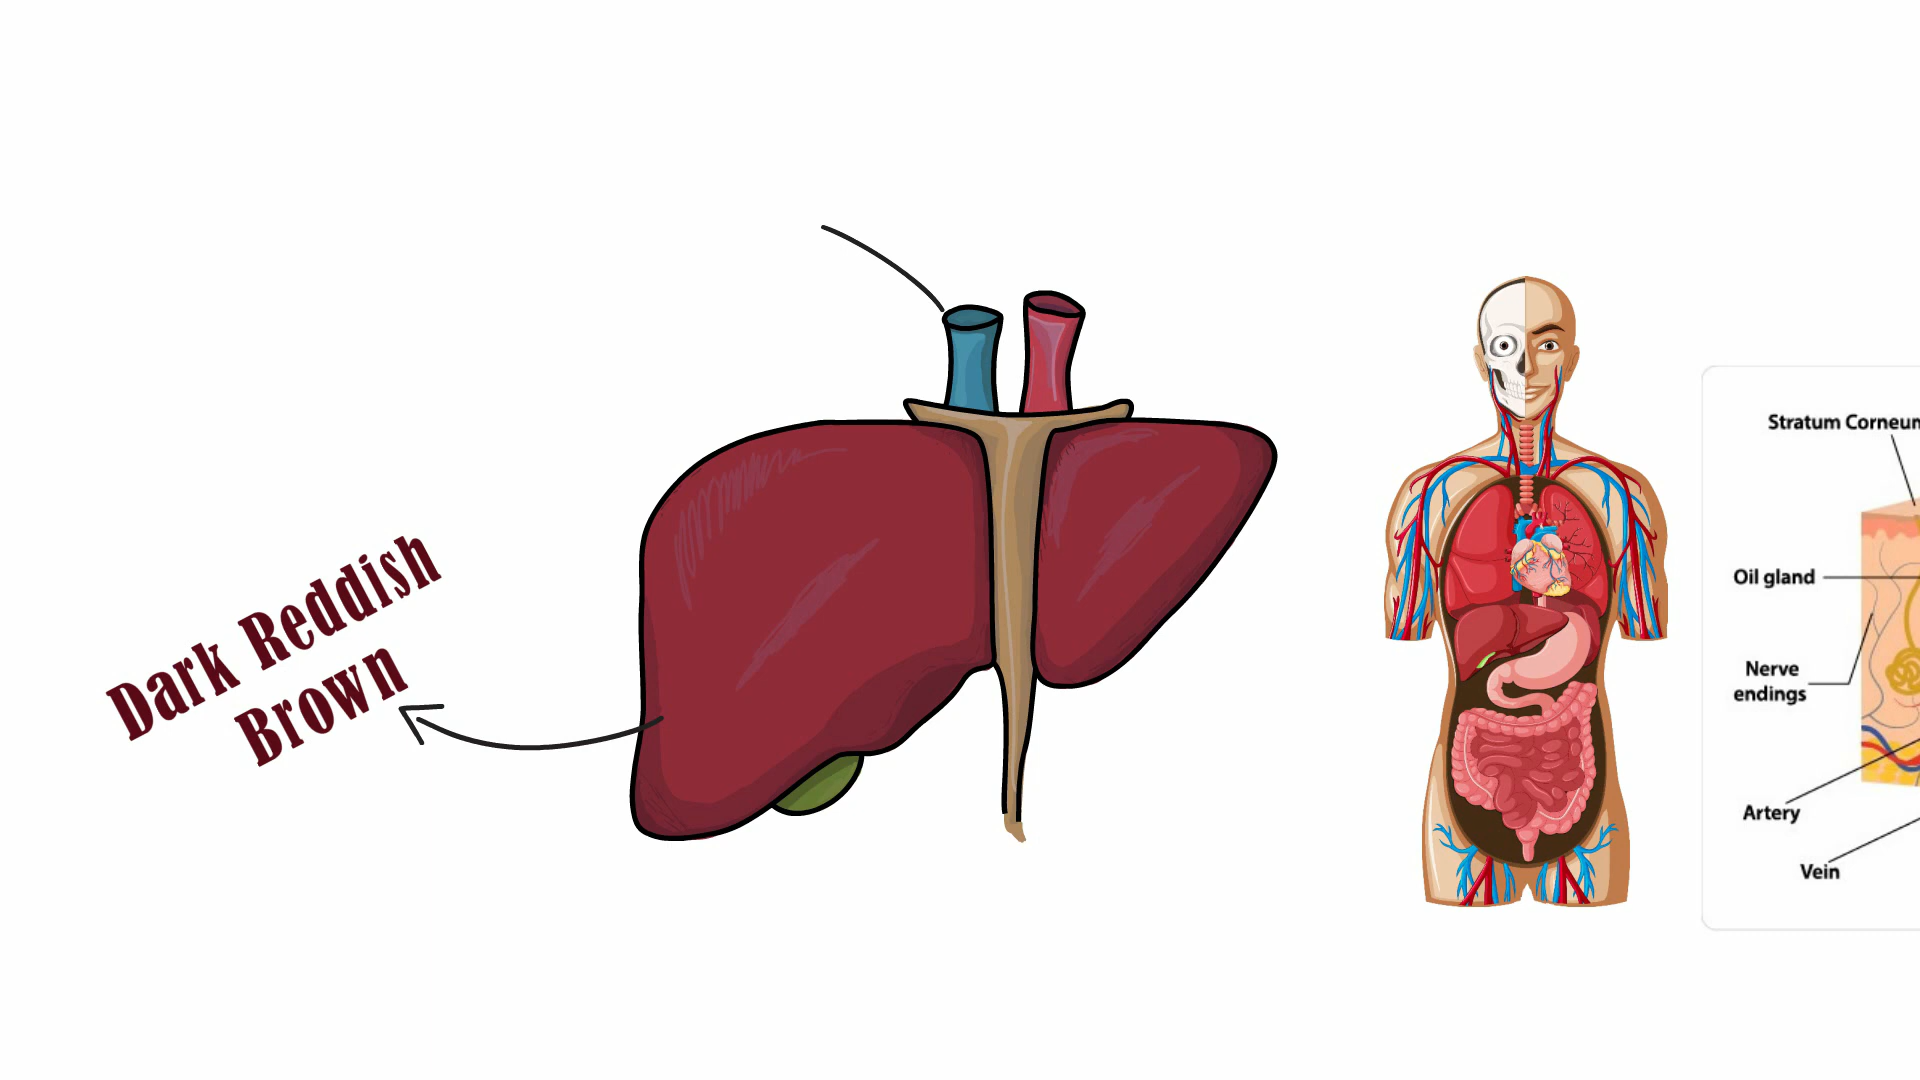 Dark Reddish
Brown
Stratum Corneum
Oil gland
Nerve
endings
Artery
Vein